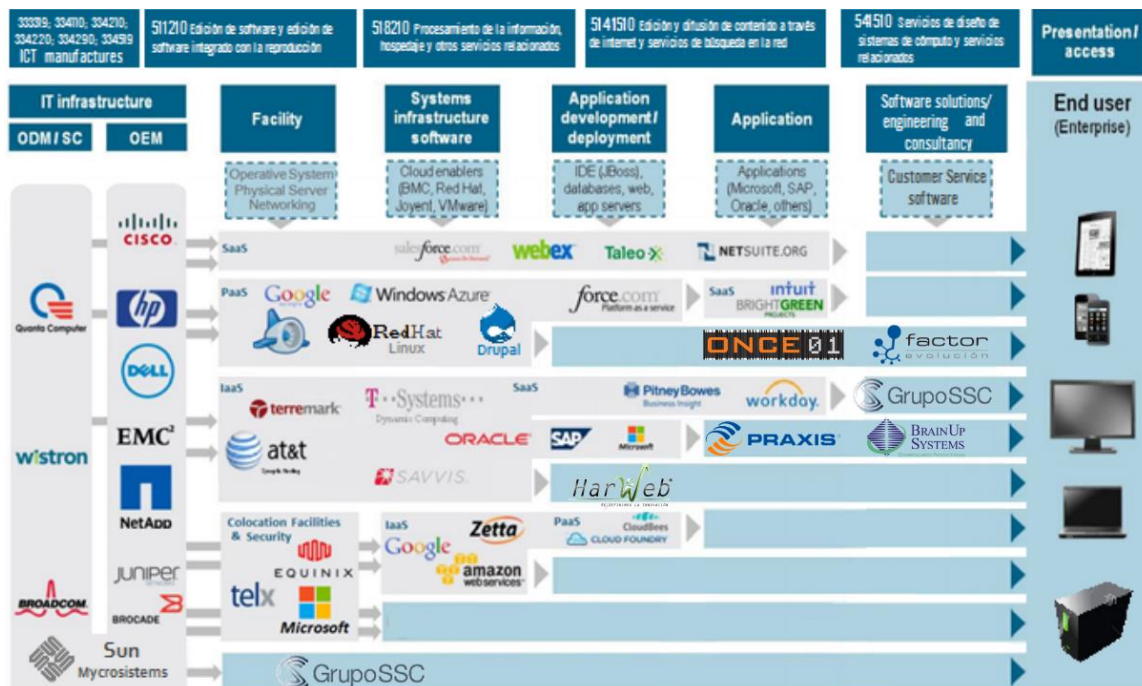 333319; 334110; 334210;
334220; 334290; 334519
ICT manufactures
511210 Edición de software y edición de
software integrado con la reproducción
518210 Procesamiento de la información,
hospedaje y otros servicios relacionados
5141510 Edición y difusión de contenido a través
de internet y servicios de búsqueda en la red
541510 Servicios de diseño de
sistemas de cómputo y servicios
relacionados
Presentation/
access
IT infrastructure
ODM / SC
OEM
Facility
Systems
infrastructure
software
Application
development/
deployment
Application
Software solutions/
engineering and
consultancy
End user
(Enterprise)
Operative System
Physical Server
Networking
Cloud enablers
(BMC, Red Hat,
Joyent, VMware)
IDE (JBoss),
databases, web,
app servers
Applications
(Microsoft, SAP,
Oracle, others)
Customer Service
software
CISCO
SaaS
salesforce.com
webex
Taleo
NETSUITE.ORG
Quanta Computer
hp
PaaS
Google
Windows Azure
force.com
Platform as a service
SaaS
intuit
BRIGHTGREEN
PROJECTS
RedHat
Linux
Drupal
ONCE01
factor
evolución
DELL
IaaS
terremark
T··Systems···
Dynamic Computing
SaaS
PitneyBowes
Business Insight
workday.
GrupoSSC
EMC²
at&t
ORACLE
SAP
Microsoft
PRAXIS
BRAINUP
SYSTEMS
wistron
SAVVIS.
HarWeb
NetApp
Colocation Facilities
& Security
EQUINIX
telx
Microsoft
IaaS
Google
Zetta
amazon
webservices
PaaS
CloudBees
CLOUD FOUNDRY
JUNIPER
BROADCOM.
BROCADE
Sun
Mycrosistems
GrupoSSC